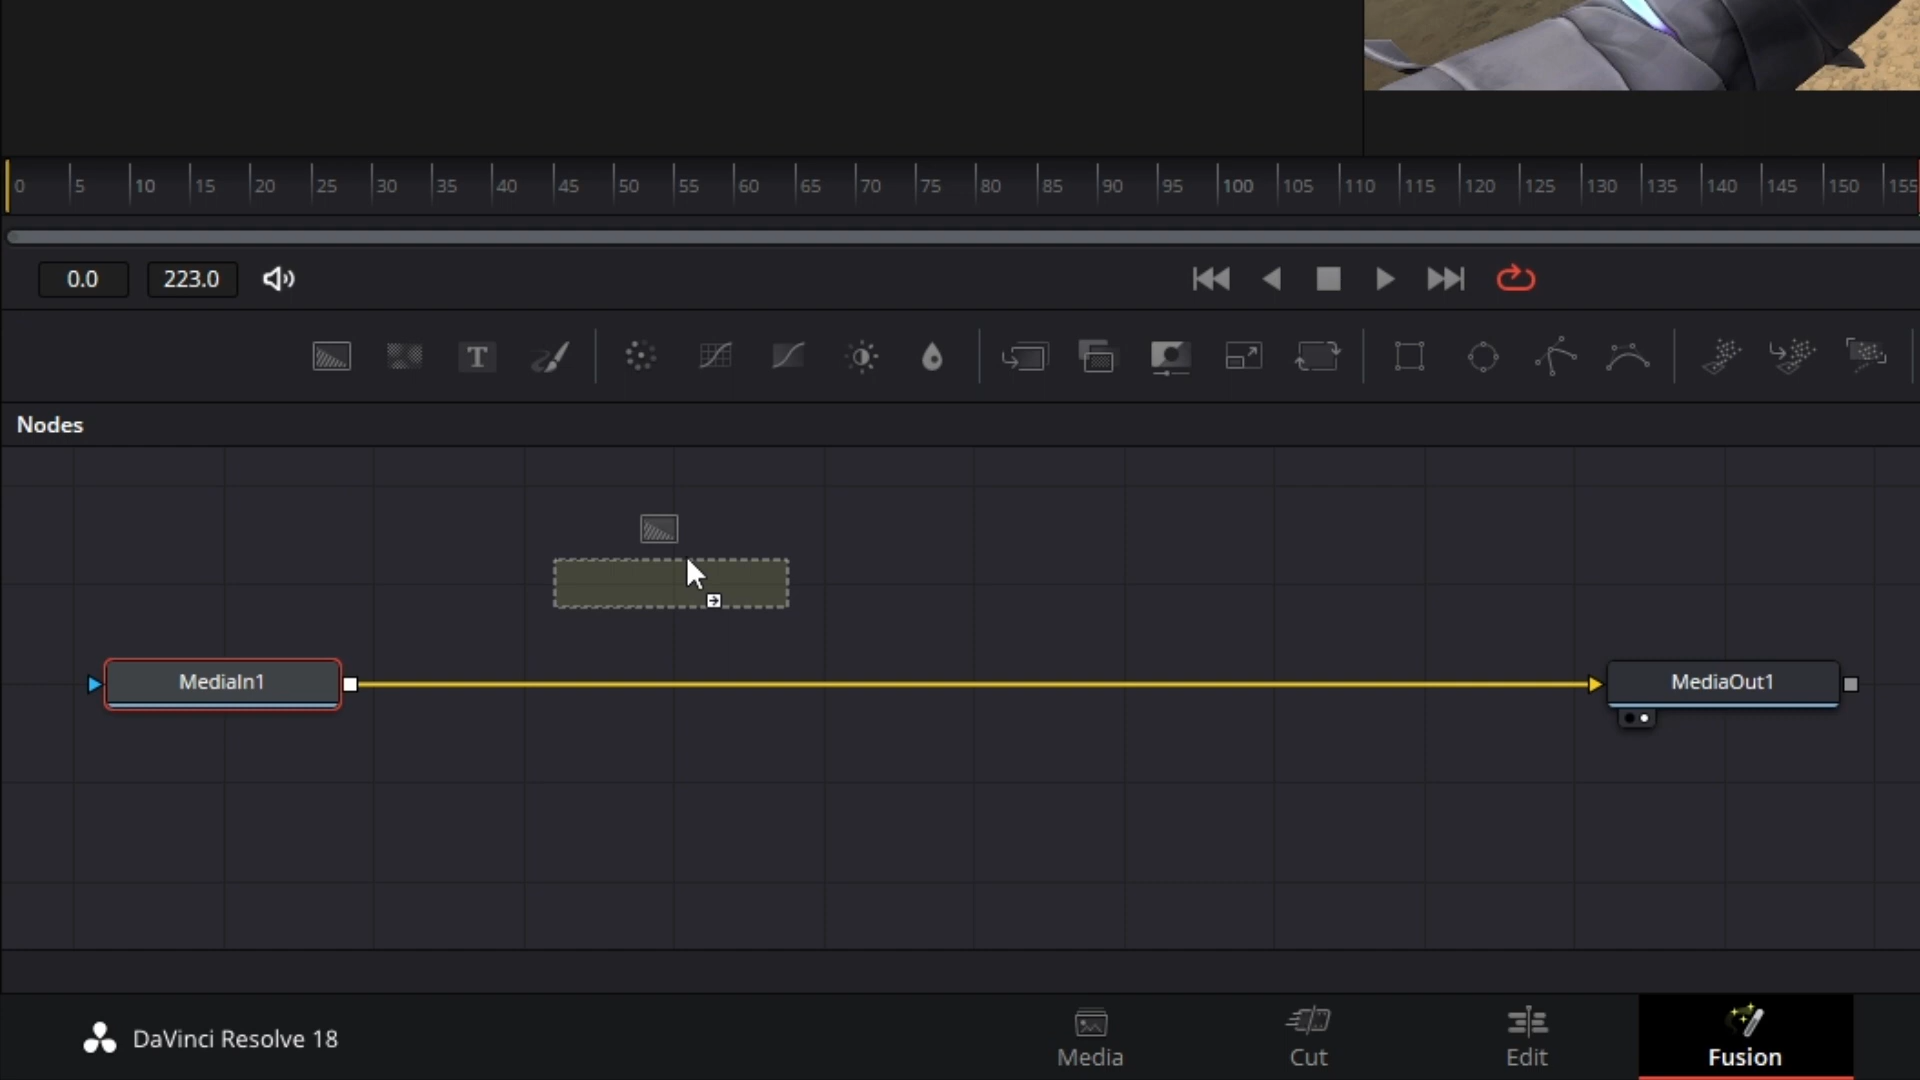 0 5 10 15 20 25 30 35 40 45 50 55 60 65 70 75 80 85 90 95 100 105 110 115 120 125 130 135 140 145 150 155
0.0 223.0
T
Nodes
MediaIn1 MediaOut1
DaVinci Resolve 18
Media Cut Edit Fusion